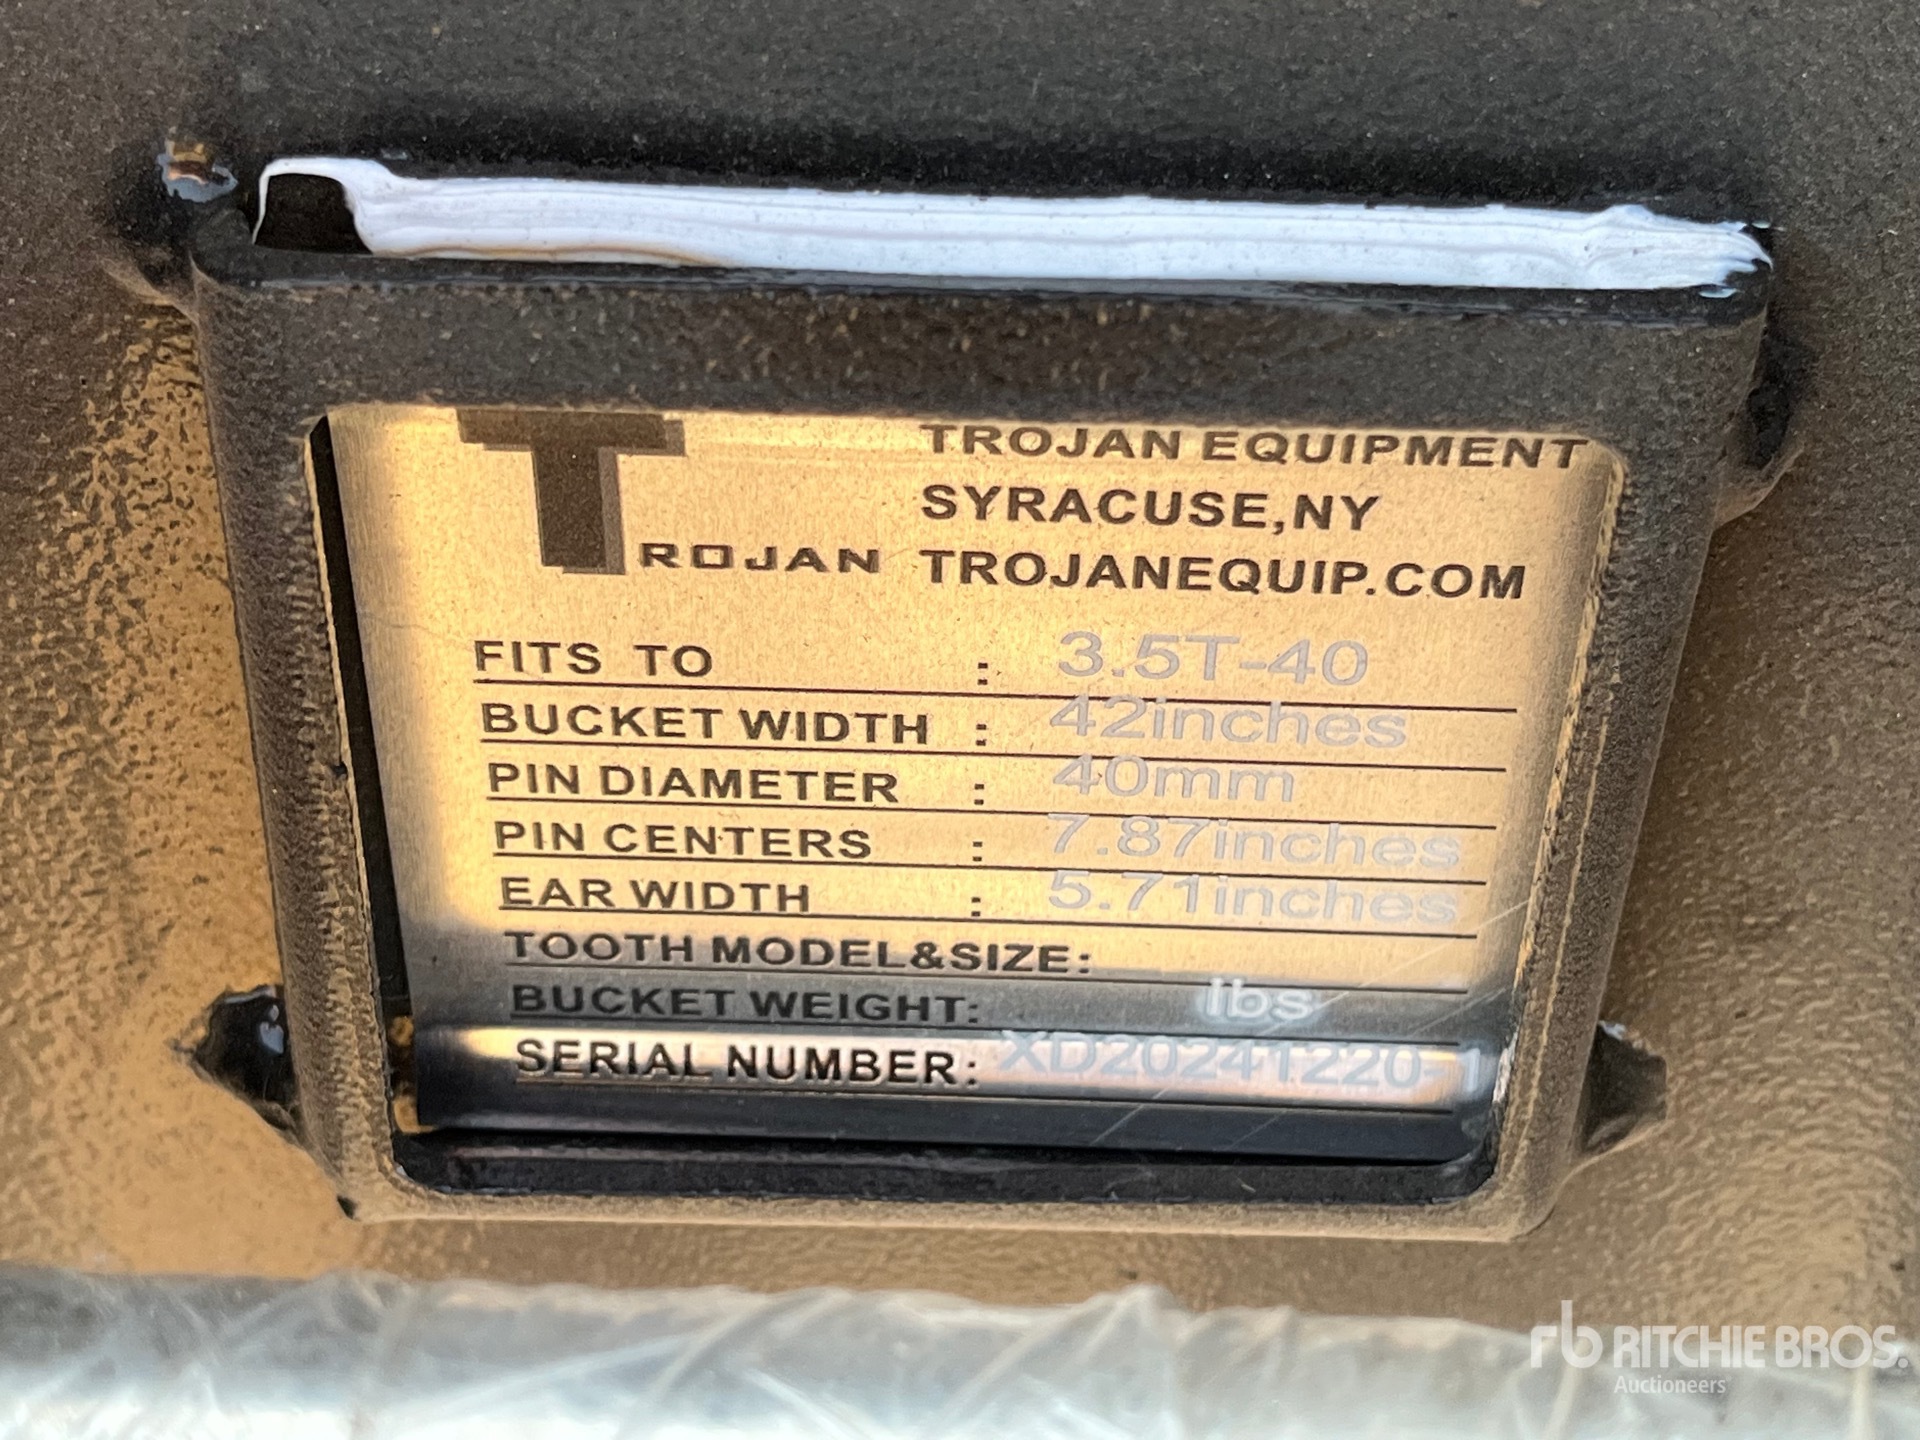 TROJAN
TROJAN EQUIPMENT
SYRACUSE,NY
TROJANEQUIP.COM
FITS TO : 3.5T-40
BUCKET WIDTH : 42inches
PIN DIAMETER : 40mm
PIN CENTERS : 7.87inches
EAR WIDTH : 5.71inches
TOOTH MODEL&SIZE:
BUCKET WEIGHT: lbs
SERIAL NUMBER: XD20241220-1
rb RITCHIE BROS.
Auctioneers